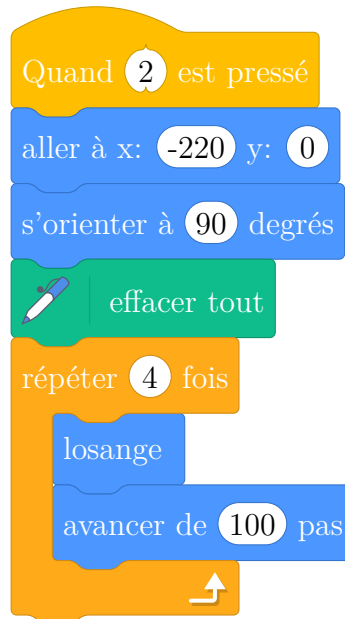 Quand 2 est pressé
aller à x: -220 y: 0
s'orienter à 90 degrés
effacer tout
répéter 4 fois
losange
avancer de 100 pas